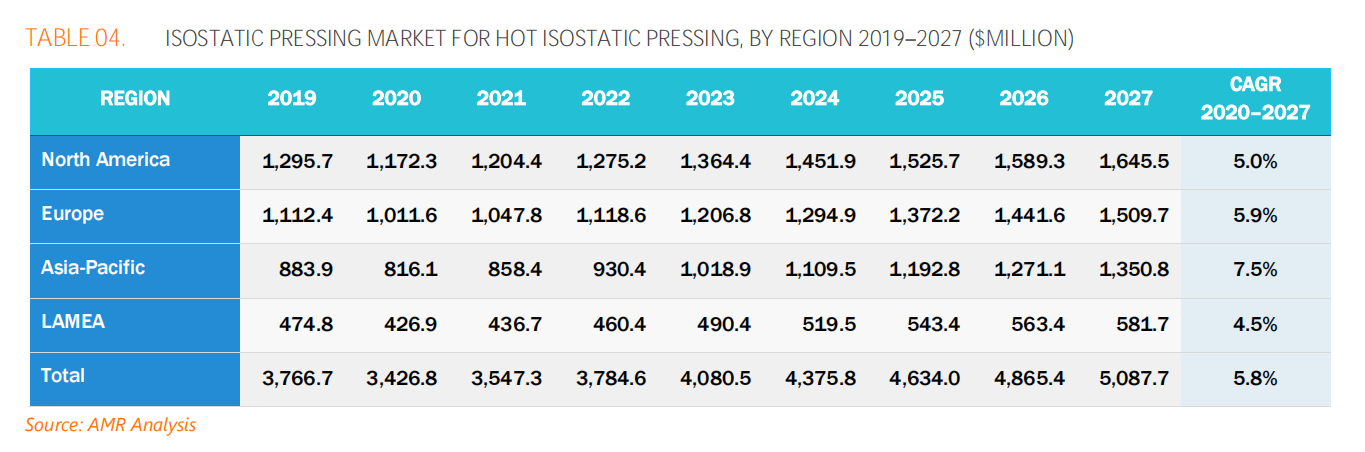 TABLE 04. ISOSTATIC PRESSING MARKET FOR HOT ISOSTATIC PRESSING, BY REGION 2019–2027 ($MILLION)
REGION 2019 2020 2021 2022 2023 2024 2025 2026 2027 CAGR 2020–2027
North America 1,295.7 1,172.3 1,204.4 1,275.2 1,364.4 1,451.9 1,525.7 1,589.3 1,645.5 5.0%
Europe 1,112.4 1,011.6 1,047.8 1,118.6 1,206.8 1,294.9 1,372.2 1,441.6 1,509.7 5.9%
Asia-Pacific 883.9 816.1 858.4 930.4 1,018.9 1,109.5 1,192.8 1,271.1 1,350.8 7.5%
LAMEA 474.8 426.9 436.7 460.4 490.4 519.5 543.4 563.4 581.7 4.5%
Total 3,766.7 3,426.8 3,547.3 3,784.6 4,080.5 4,375.8 4,634.0 4,865.4 5,087.7 5.8%
Source: AMR Analysis